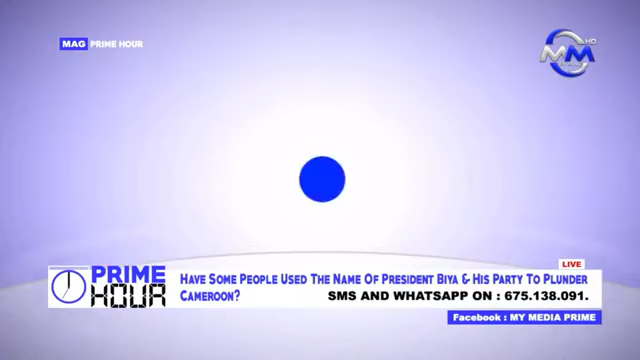 MAG PRIME HOUR
HD
MM
LIVE
PRIME
HOUR
Have Some People Used The Name Of President Biya & His Party To Plunder
Cameroon?
SMS AND WHATSAPP ON : 675.138.091.
Facebook : MY MEDIA PRIME